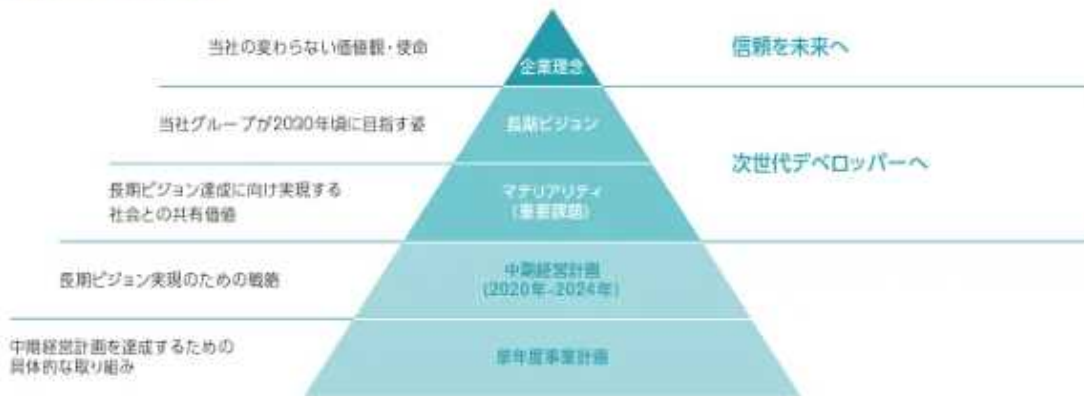 当社の変わらない価値観・使命
企業理念
信頼を未来へ
当社グループが2030年頃に目指す姿
長期ビジョン
次世代デベロッパーへ
長期ビジョン達成に向け実現する
社会との共有価値
マテリアリティ
(重要課題)
長期ビジョン実現のための戦略
中期経営計画
(2020年-2024年)
中期経営計画を達成するための
具体的な取り組み
単年度事業計画